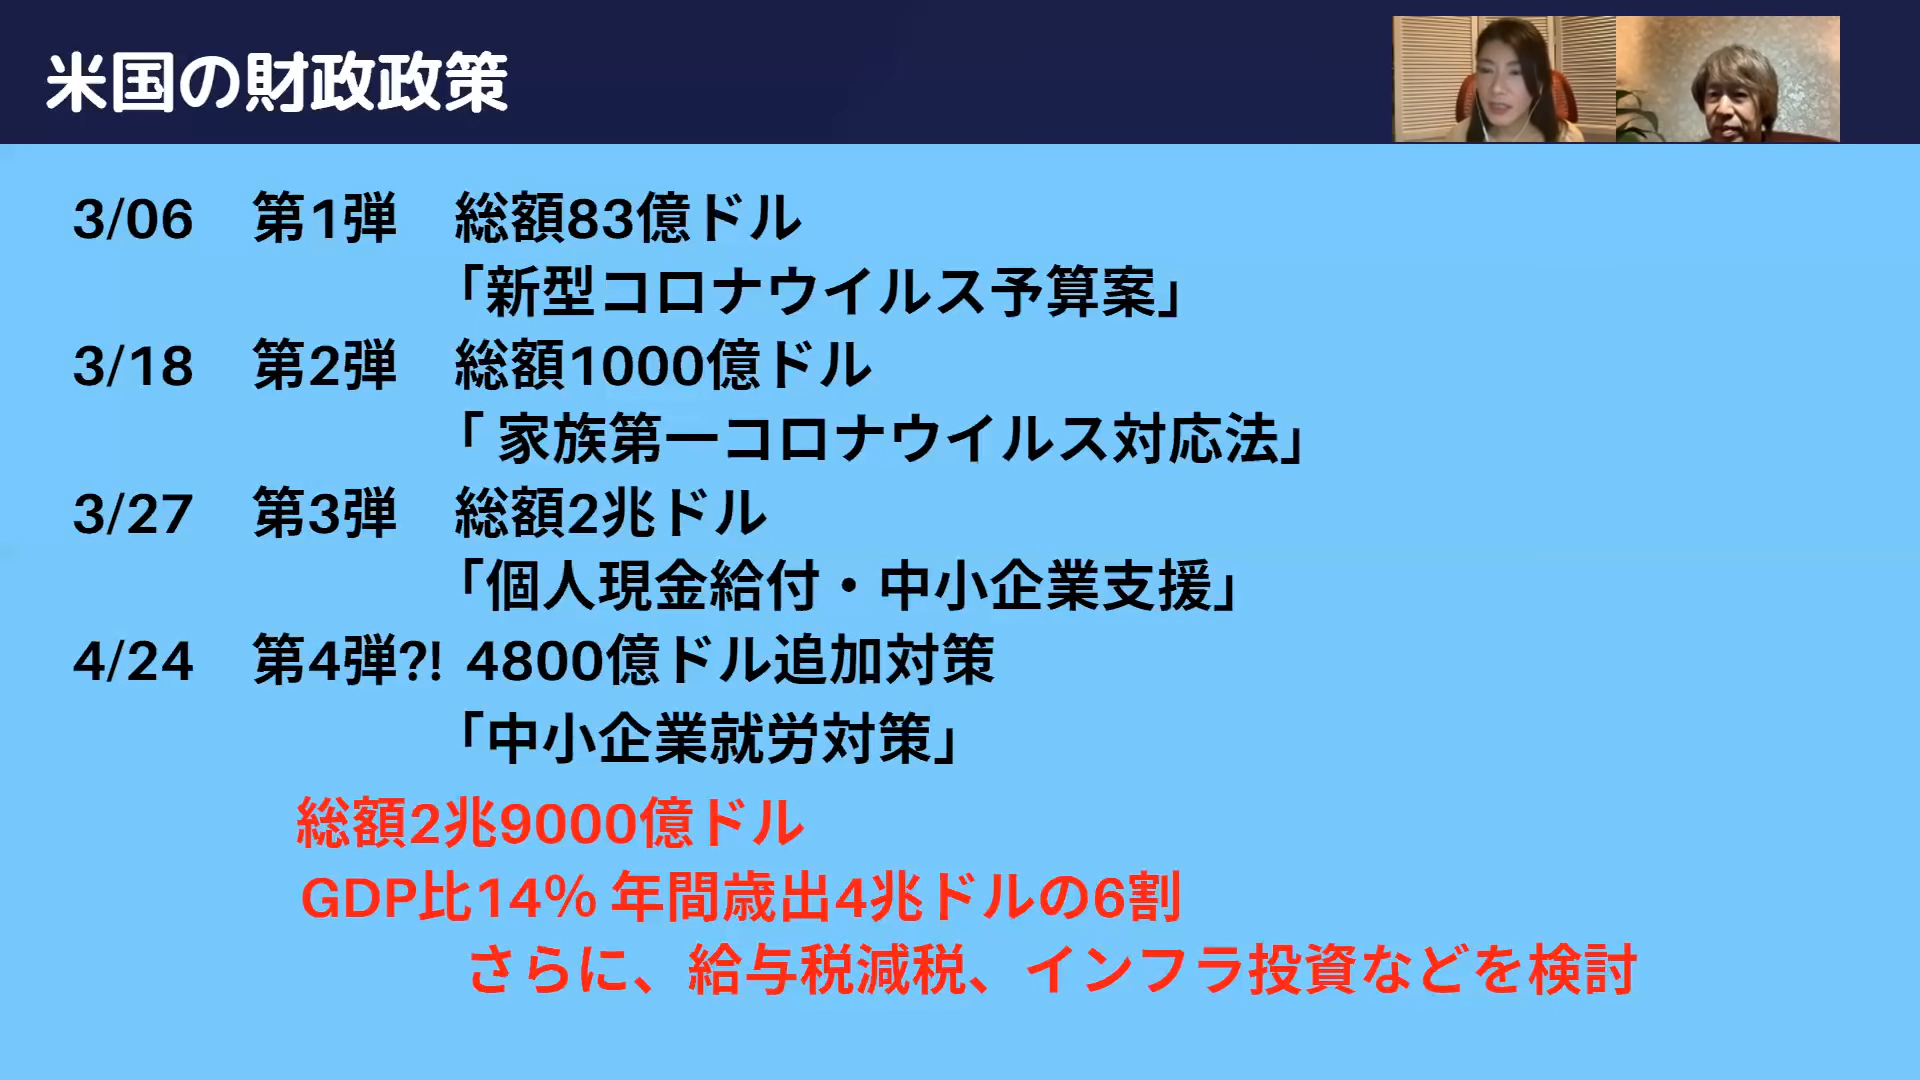 米国の財政政策
3/06 第1弾 総額83億ドル
「新型コロナウイルス予算案」
3/18 第2弾 総額1000億ドル
「 家族第一コロナウイルス対応法」
3/27 第3弾 総額2兆ドル
「個人現金給付・中小企業支援」
4/24 第4弾?! 4800億ドル追加対策
「中小企業就労対策」
総額2兆9000億ドル
GDP比14% 年間歳出4兆ドルの6割
さらに、給与税減税、インフラ投資などを検討